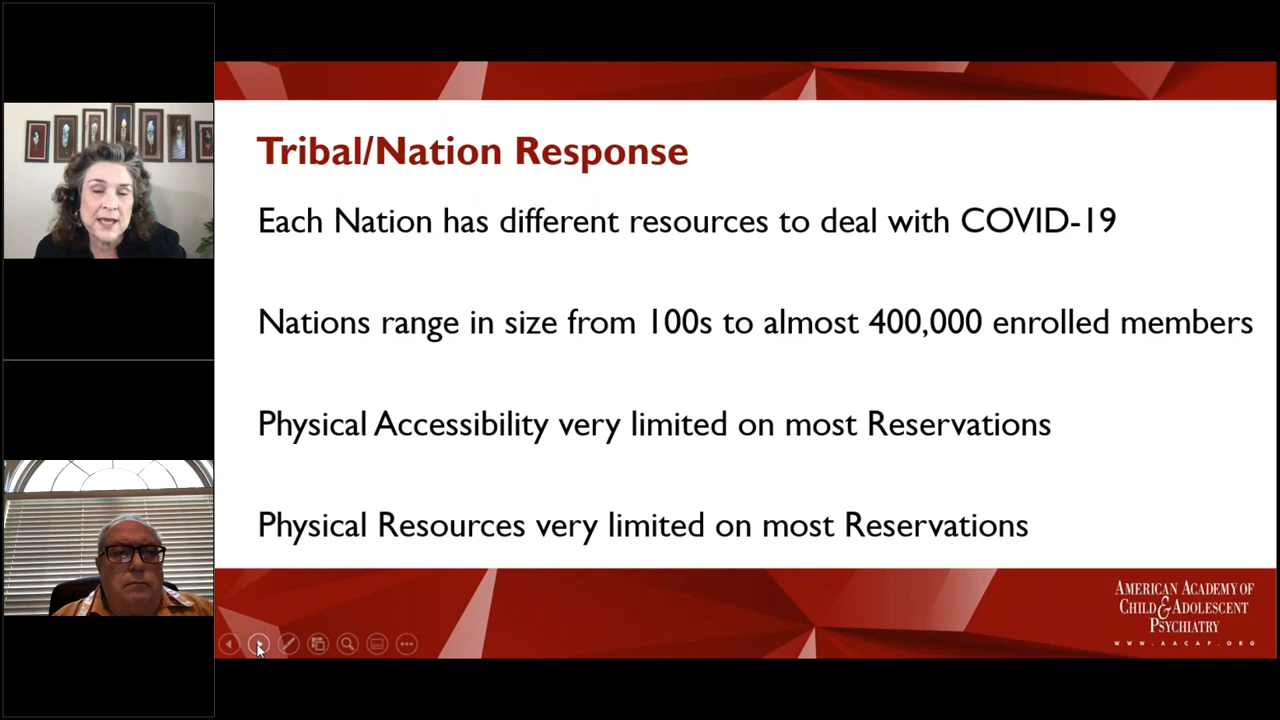 Tribal/Nation Response
Each Nation has different resources to deal with COVID-19
Nations range in size from 100s to almost 400,000 enrolled members
Physical Accessibility very limited on most Reservations
Physical Resources very limited on most Reservations
AMERICAN ACADEMY OF
CHILD & ADOLESCENT
PSYCHIATRY
WWW.AACAP.ORG